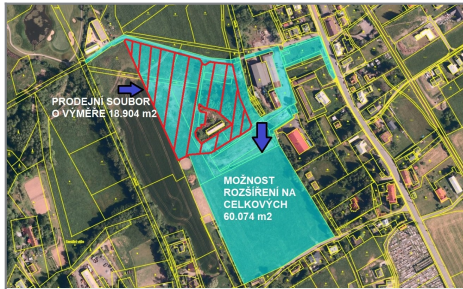 PRODEJNÍ SOUBOR
O VÝMĚŘE 18.904 m2
MOŽNOST
ROZŠÍŘENÍ NA
CELKOVÝCH
60.074 m2